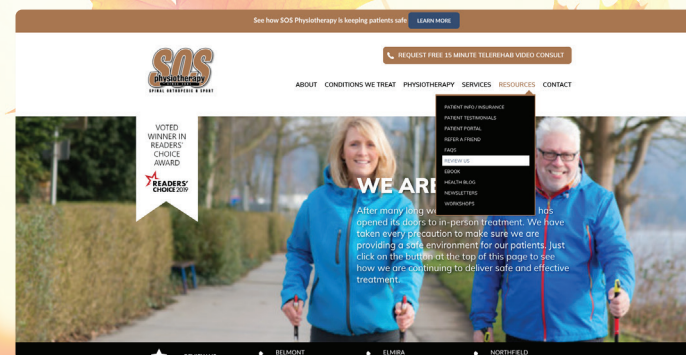 See how SOS Physiotherapy is keeping patients safe LEARN MORE
SOS
physiotherapy
SPINAL ORTHOPEDIC & SPORT
REQUEST FREE 15 MINUTE TELEREHAB VIDEO CONSULT
ABOUT CONDITIONS WE TREAT PHYSIOTHERAPY SERVICES RESOURCES CONTACT
PATIENT INFO / INSURANCE
PATIENT TESTIMONIALS
PATIENT PORTAL
REFER A FRIEND
FAQS
REVIEW US
EBOOK
HEALTH BLOG
NEWSLETTERS
WORKSHOPS
VOTED
WINNER IN
READERS'
CHOICE
AWARD
READERS'
CHOICE 2019
WE ARE
After many long has
opened its doors to in-person treatment. We have
taken every precaution to make sure we are
providing a safe environment for our patients. Just
click on the button at the top of this page to see
how we are continuing to deliver safe and effective
treatment.
REVIEW US BELMONT ELMIRA NORTHFIELD